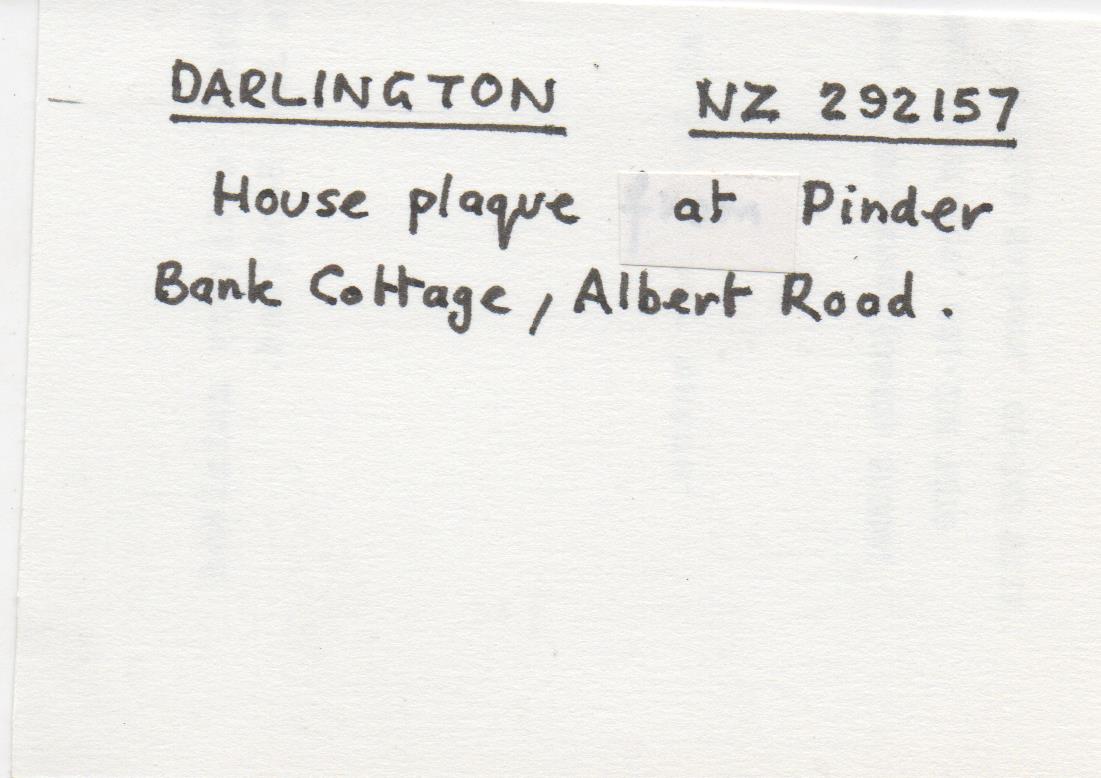 DARLINGTON NZ 292157
House plaque at Pinder
Bank Cottage, Albert Road.